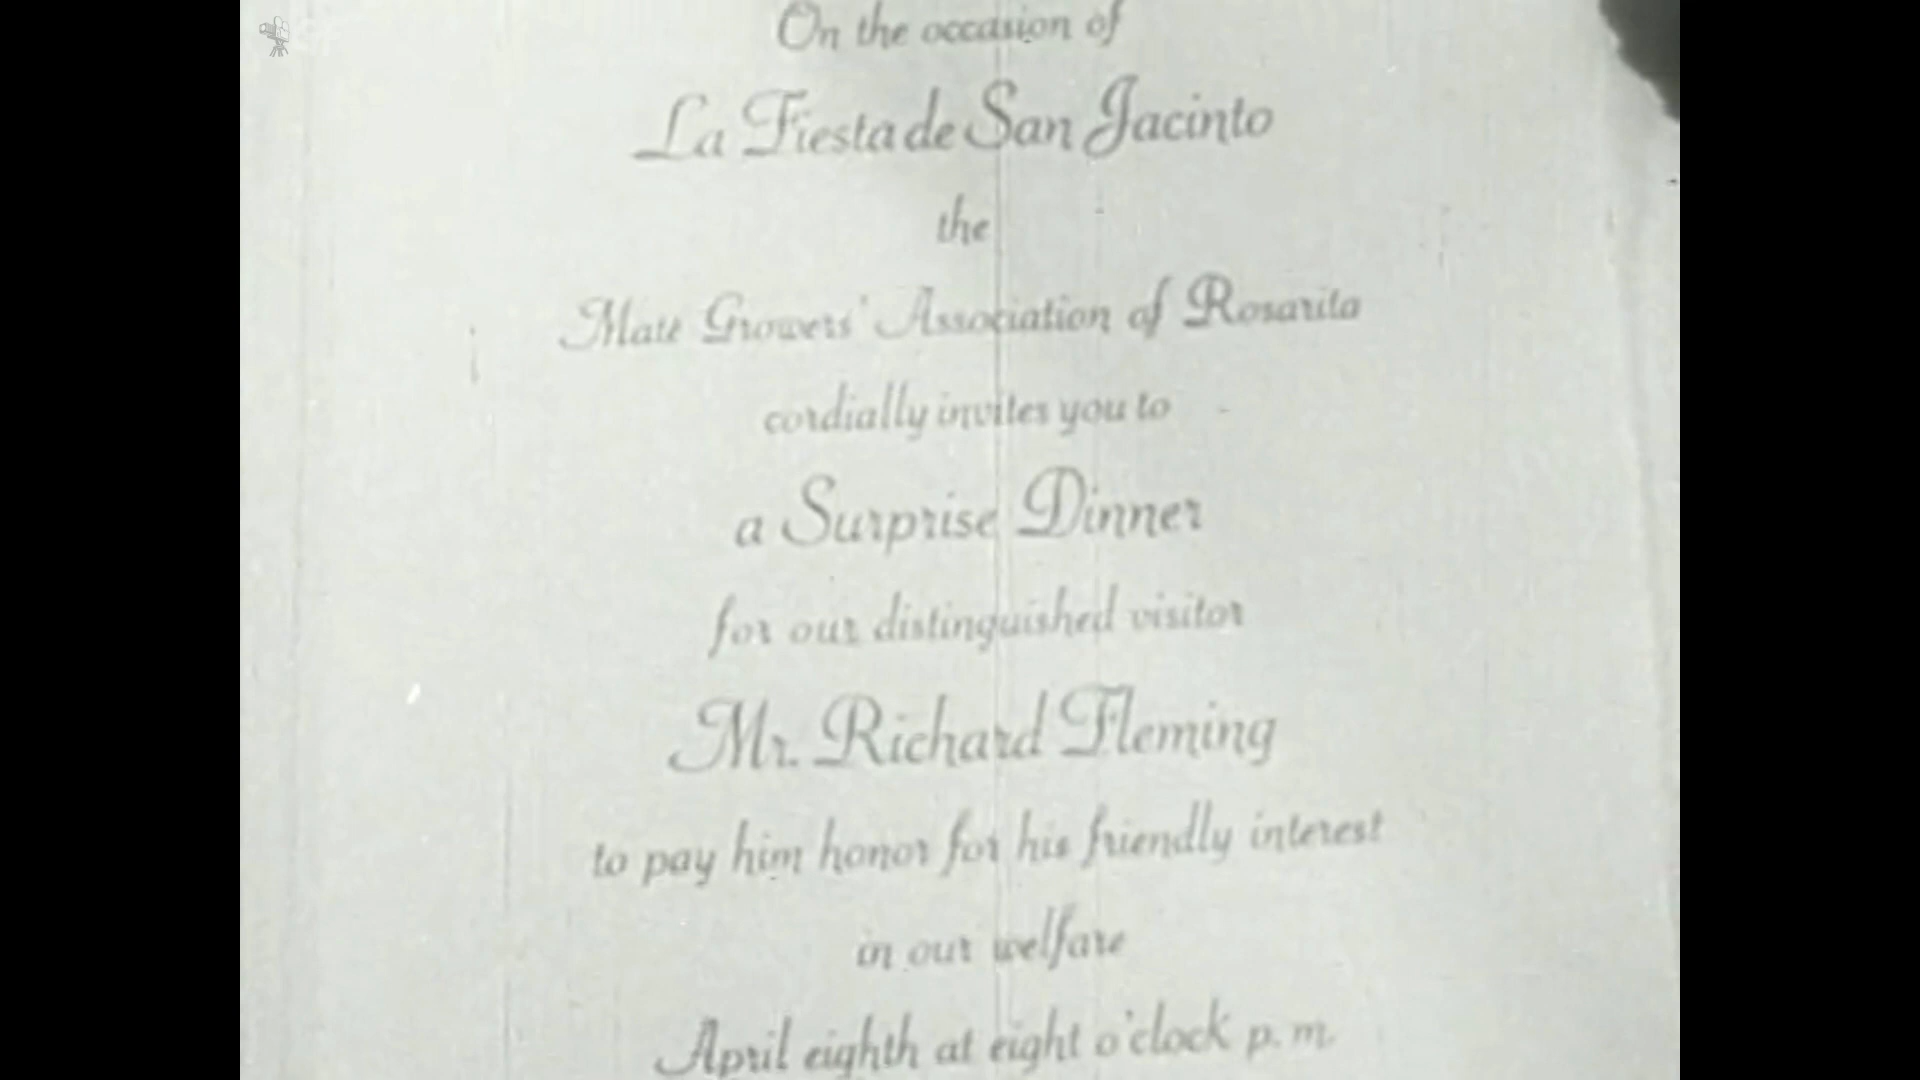 On the occasion of
La Fiesta de San Jacinto
the
Maté Growers' Association of Rosarita
cordially invites you to
a Surprise Dinner
for our distinguished visitor
Mr. Richard Fleming
to pay him honor for his friendly interest
in our welfare
April eighth at eight o'clock p.m.